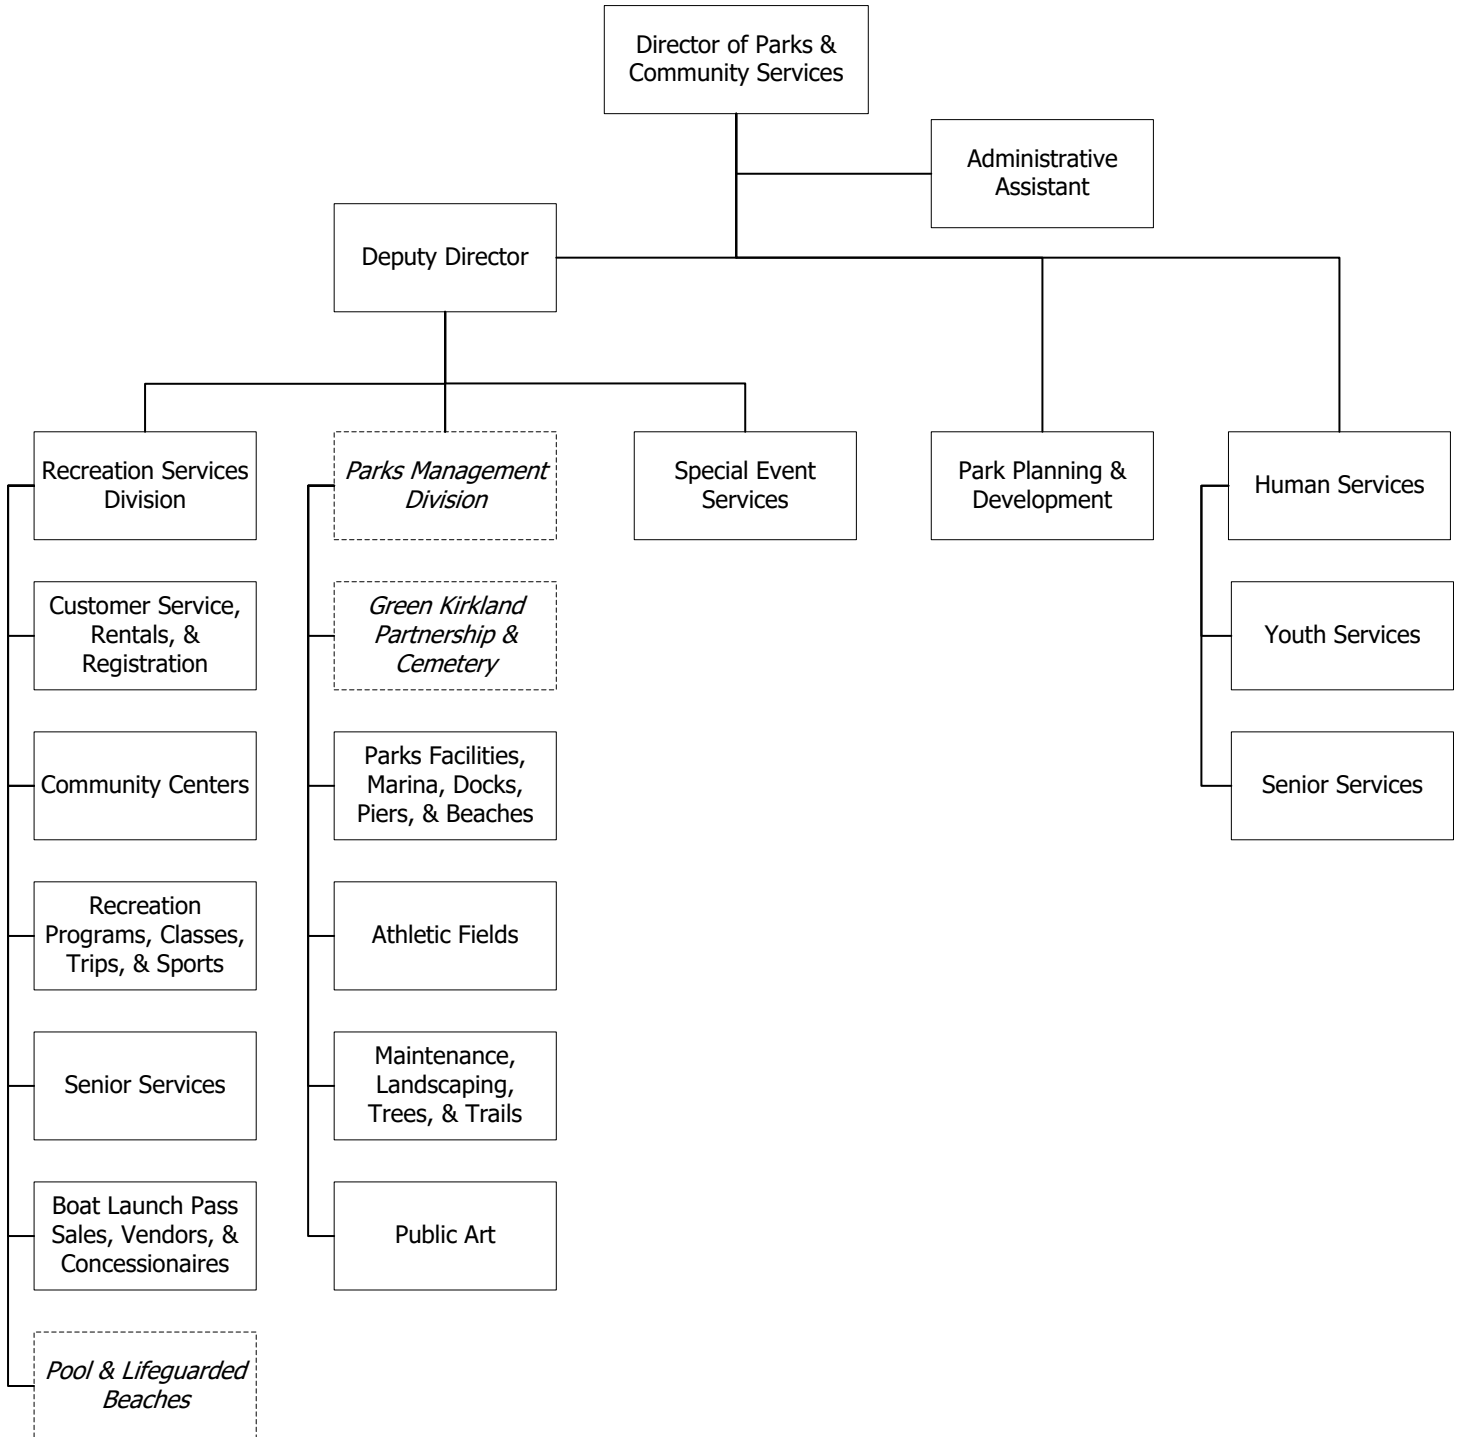 Director of Parks &
Community Services
Administrative
Assistant
Deputy Director
Recreation Services
Division
Parks Management
Division
Special Event
Services
Park Planning &
Development
Human Services
Customer Service,
Rentals, &
Registration
Green Kirkland
Partnership &
Cemetery
Youth Services
Community Centers
Parks Facilities,
Marina, Docks,
Piers, & Beaches
Senior Services
Recreation
Programs, Classes,
Trips, & Sports
Athletic Fields
Senior Services
Maintenance,
Landscaping,
Trees, & Trails
Boat Launch Pass
Sales, Vendors, &
Concessionaires
Public Art
Pool & Lifeguarded
Beaches